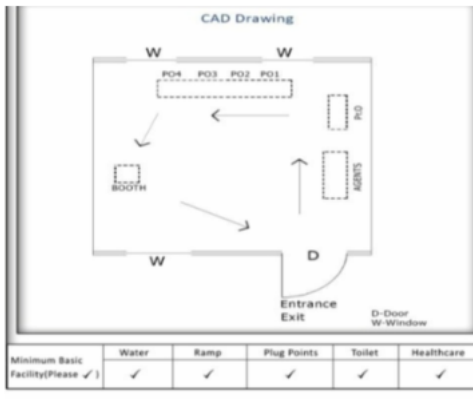 CAD Drawing
W W
PO4 PO3 PO2 PO1
PrO
AGENTS
BOOTH
W
D
Entrance
Exit
D-Door
W-Window
Minimum Basic Facility(Please ✓) Water Ramp Plug Points Toilet Healthcare
✓ ✓ ✓ ✓ ✓